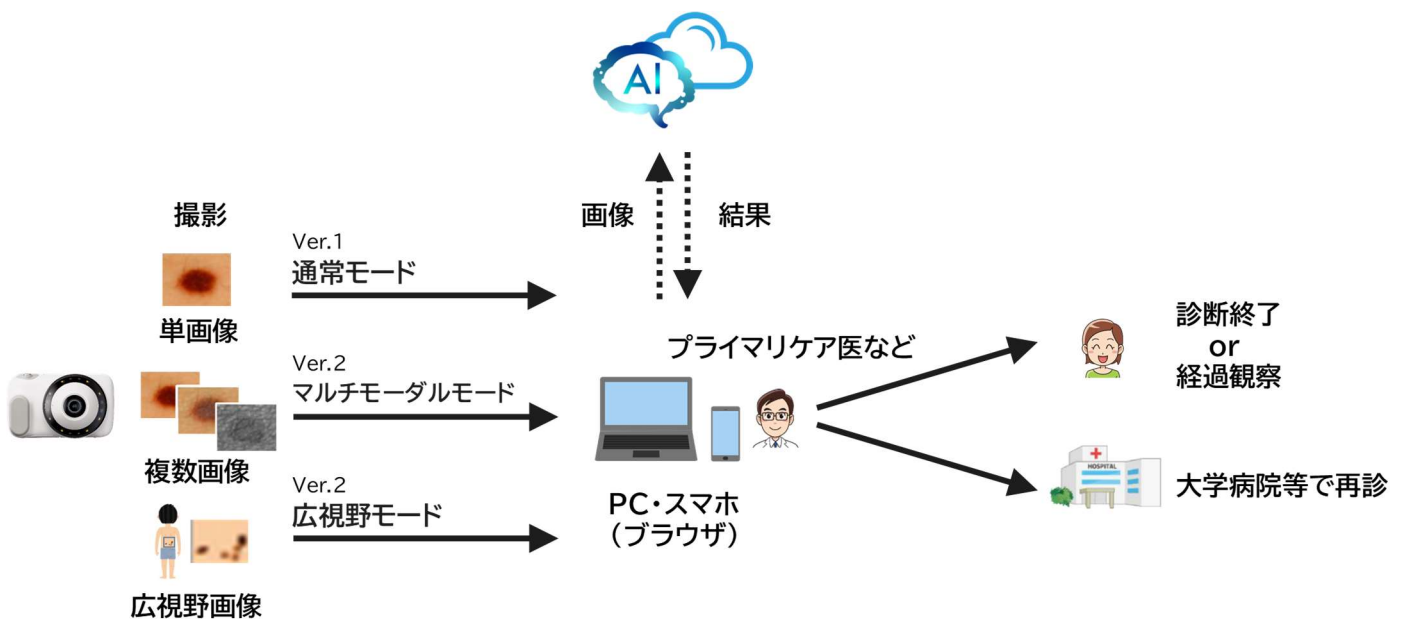 AI
画像
結果
撮影
単画像
Ver.1
通常モード
複数画像
Ver.2
マルチモーダルモード
広視野画像
Ver.2
広視野モード
プライマリケア医など
PC・スマホ
（ブラウザ）
診断終了
or
経過観察
HOSPITAL
大学病院等で再診